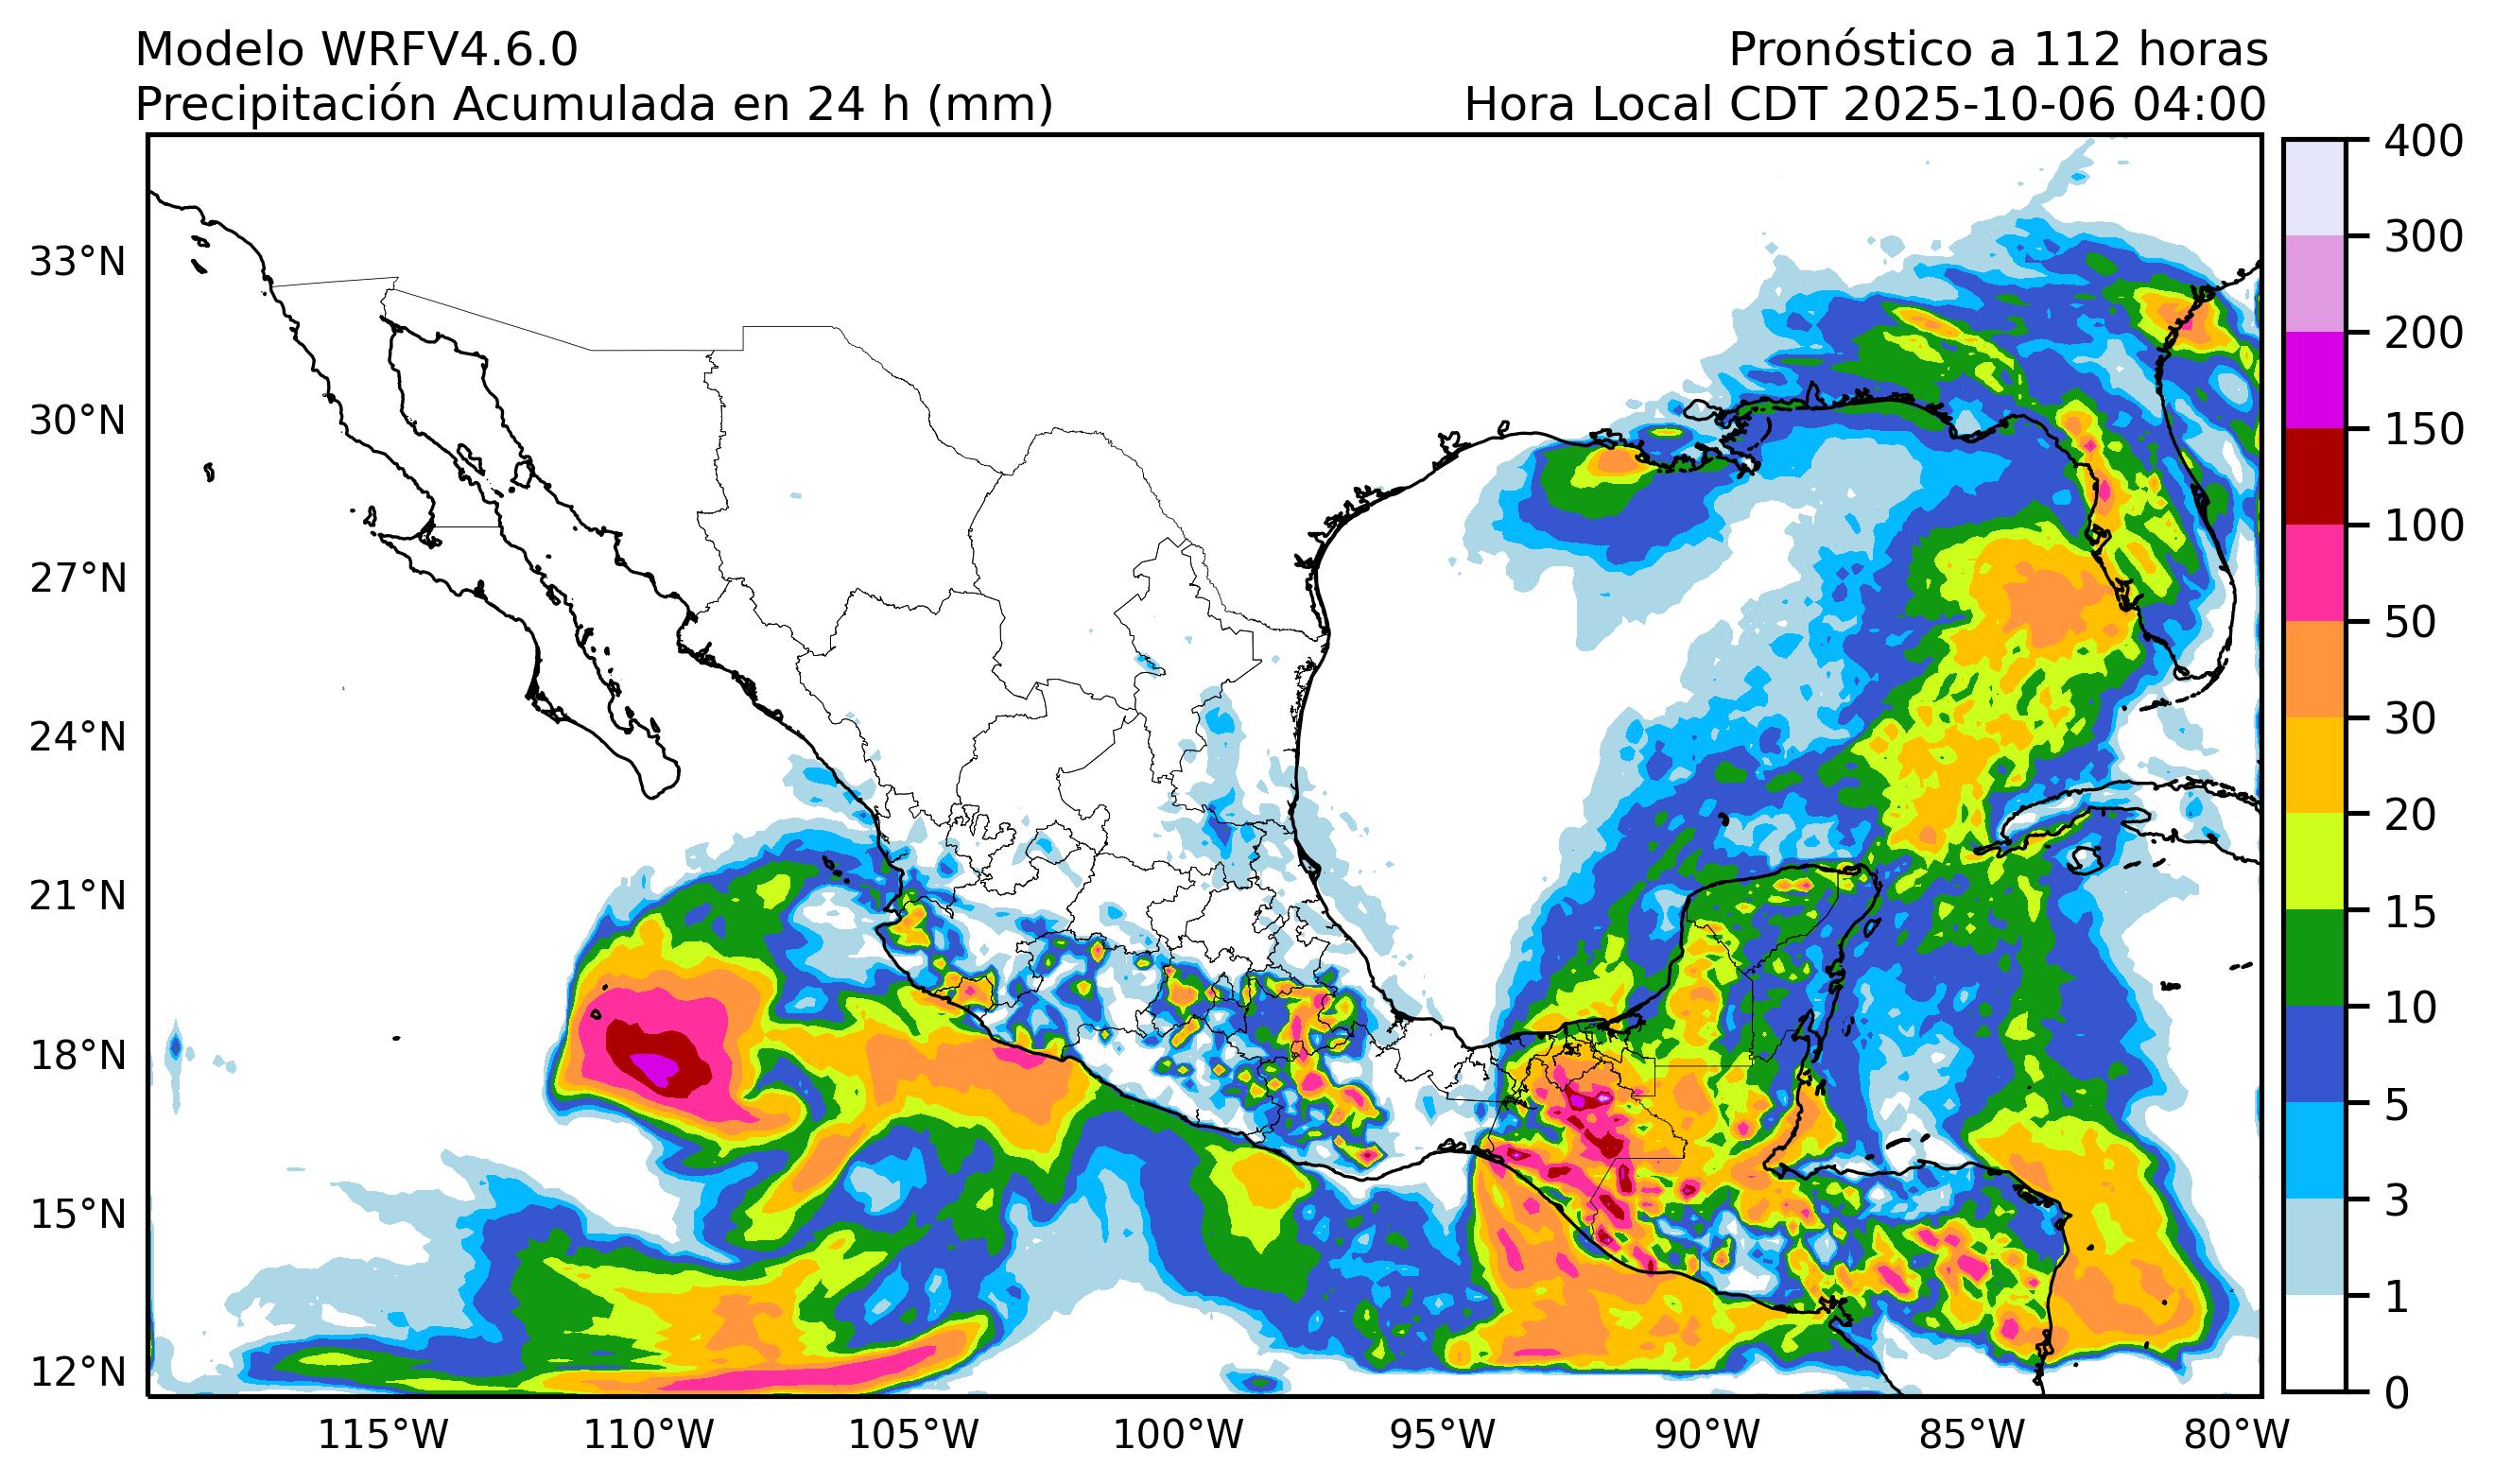 Modelo WRFV4.6.0
Pronóstico a 112 horas
Precipitación Acumulada en 24 h (mm)
Hora Local CDT 2025-10-06 04:00
400
300
200
150
100
50
30
20
15
10
5
3
1
0
33°N
30°N
27°N
24°N
21°N
18°N
15°N
12°N
115°W
110°W
105°W
100°W
95°W
90°W
85°W
80°W